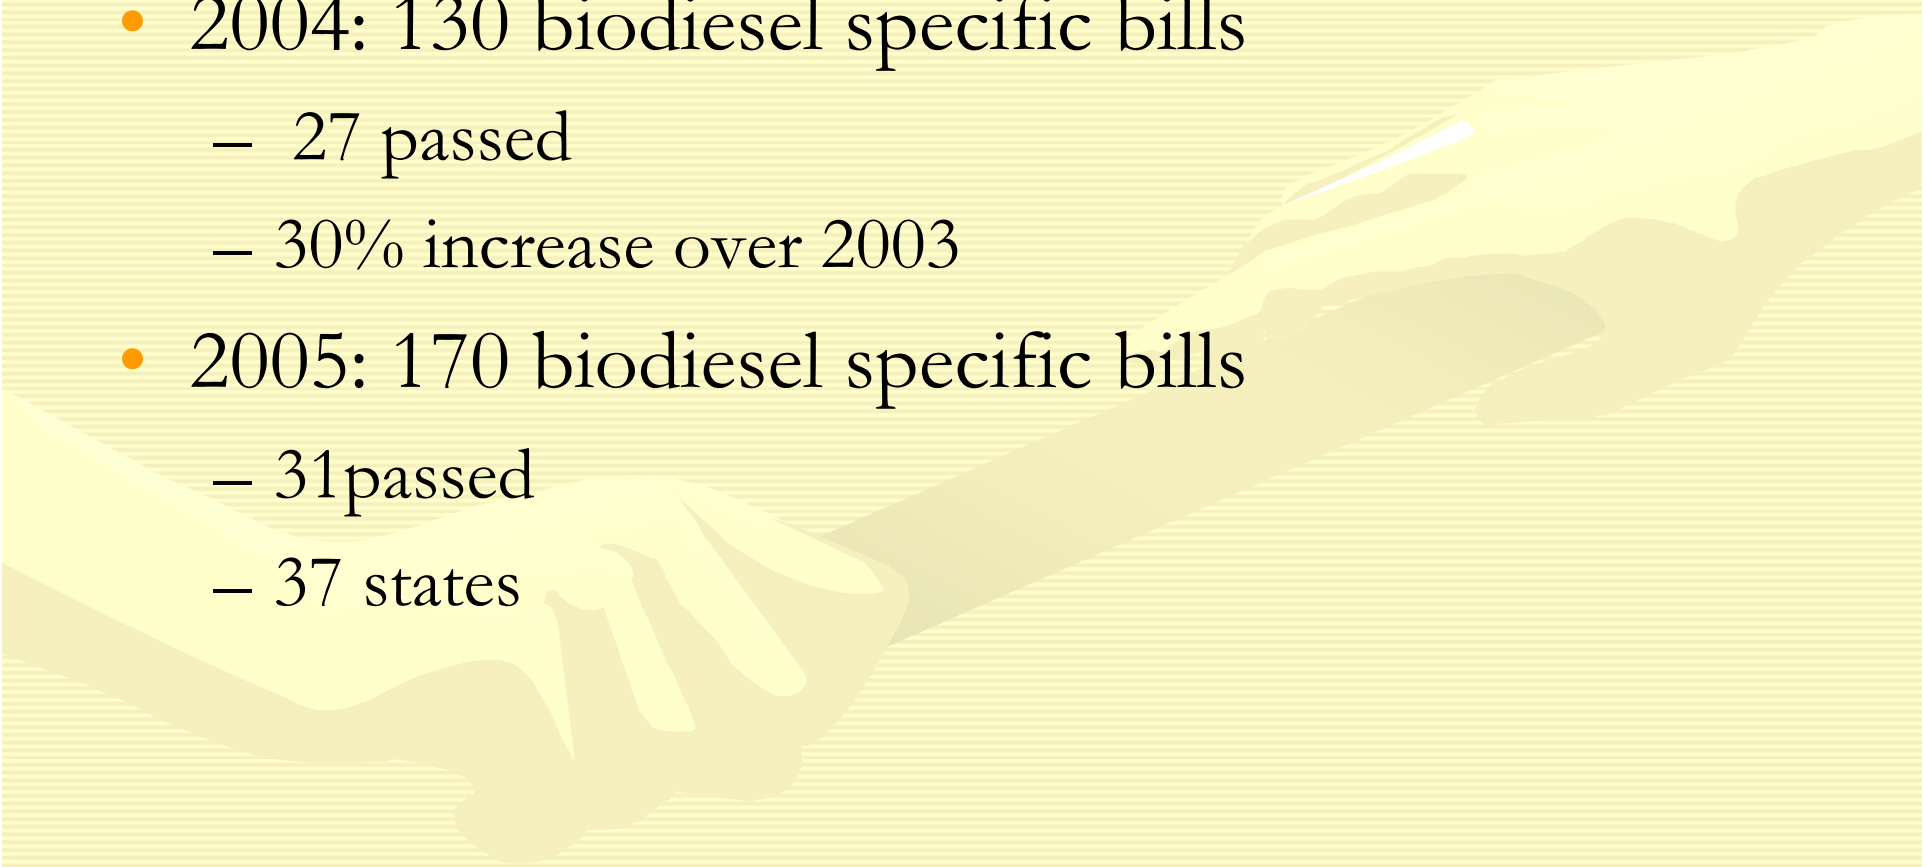 • 2004: 130 biodiesel specific bills
– 27 passed
– 30% increase over 2003
• 2005: 170 biodiesel specific bills
– 31passed
– 37 states